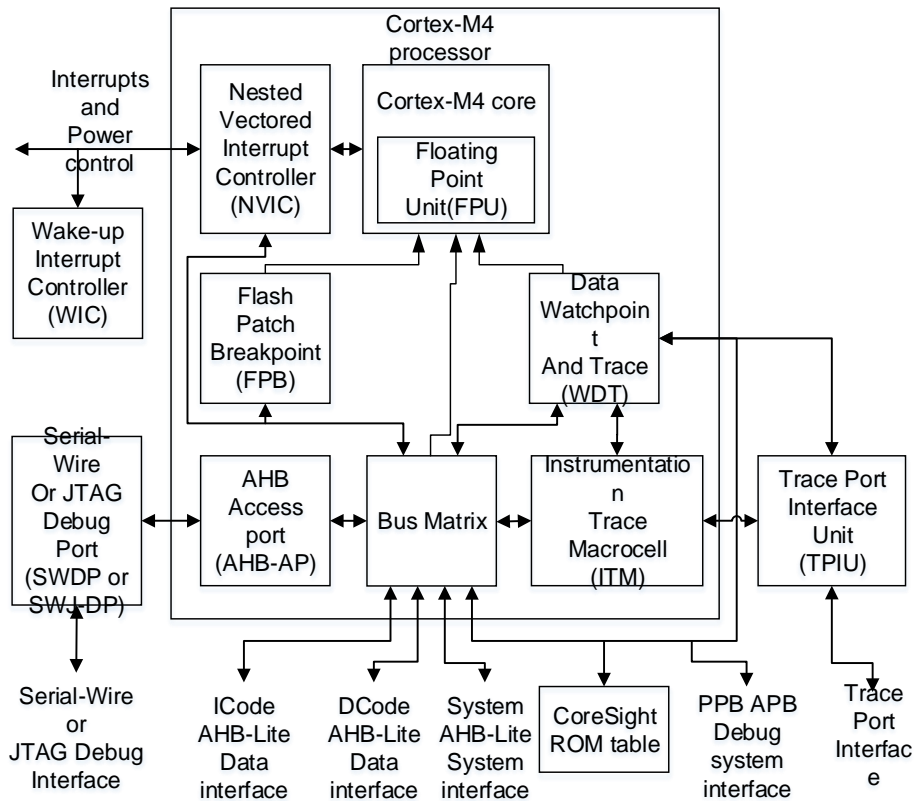 Cortex-M4
processor
Interrupts
and
Power
control
Nested
Vectored
Interrupt
Controller
(NVIC)
Cortex-M4 core
Floating
Point
Unit(FPU)
Wake-up
Interrupt
Controller
(WIC)
Flash
Patch
Breakpoint
(FPB)
Data
Watchpoin
t
And Trace
(WDT)
Serial-
Wire
Or JTAG
Debug
Port
(SWDP or
SWJ-DP)
AHB
Access
port
(AHB-AP)
Bus Matrix
Instrumentatio
n
Trace
Macrocell
(ITM)
Trace Port
Interface
Unit
(TPIU)
Serial-Wire
or
JTAG Debug
Interface
ICode
AHB-Lite
Data
interface
DCode
AHB-Lite
Data
interface
System
AHB-Lite
System
interface
CoreSight
ROM table
PPB APB
Debug
system
interface
Trace
Port
Interfac
e